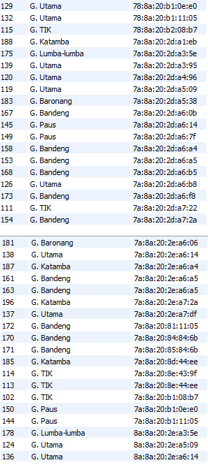 129 G. Utama 78:8a:20:b1:0e:e0
132 G. Utama 78:8a:20:b1:11:05
115 G. TIK 78:8a:20:b2:08:b7
188 G. Katamba 7a:8a:20:2d:a1:eb
175 G. Lumba-lumba 7a:8a:20:2d:a3:5e
139 G. Utama 7a:8a:20:2d:a3:95
120 G. Utama 7a:8a:20:2d:a4:96
119 G. Utama 7a:8a:20:2d:a5:09
183 G. Baronang 7a:8a:20:2d:a5:38
167 G. Bandeng 7a:8a:20:2d:a6:0b
145 G. Paus 7a:8a:20:2d:a6:14
149 G. Paus 7a:8a:20:2d:a6:7f
158 G. Bandeng 7a:8a:20:2d:a6:a4
153 G. Bandeng 7a:8a:20:2d:a6:a5
168 G. Bandeng 7a:8a:20:2d:a6:b5
126 G. Utama 7a:8a:20:2d:a6:b8
173 G. Bandeng 7a:8a:20:2d:a6:f8
111 G. TIK 7a:8a:20:2d:a7:22
154 G. Bandeng 7a:8a:20:2d:a7:2a
181 G. Baronang 7a:8a:20:2e:a6:06
138 G. Utama 7a:8a:20:2e:a6:14
187 G. Katamba 7a:8a:20:2e:a6:a4
161 G. Bandeng 7a:8a:20:2e:a6:a5
163 G. Bandeng 7a:8a:20:2e:a6:a5
196 G. Katamba 7a:8a:20:2e:a7:2a
137 G. Utama 7a:8a:20:2e:a7:df
172 G. Bandeng 7a:8a:20:81:11:05
170 G. Bandeng 7a:8a:20:84:84:6b
171 G. Bandeng 7a:8a:20:85:84:6b
185 G. Katamba 7a:8a:20:8d:44:ee
114 G. TIK 7a:8a:20:8e:43:9f
113 G. TIK 7a:8a:20:8e:44:ee
102 G. TIK 7a:8a:20:b1:08:b7
150 G. Paus 7a:8a:20:b1:0e:e0
144 G. Paus 7a:8a:20:b1:11:05
178 G. Lumba-lumba 8a:8a:20:2e:a3:5e
124 G. Utama 8a:8a:20:2e:a5:09
136 G. Utama 8a:8a:20:2e:a6:14